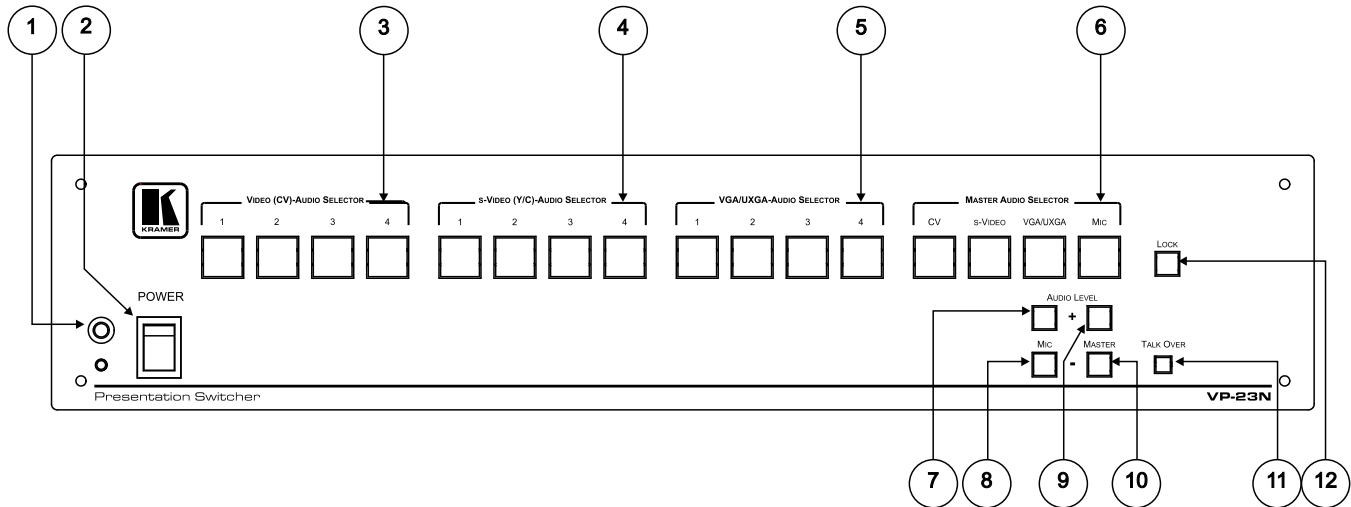 1 2 3 4 5 6
K
KRAMER
VIDEO (CV)-AUDIO SELECTOR
1 2 3 4
S-VIDEO (Y/C)-AUDIO SELECTOR
1 2 3 4
VGA/UXGA-AUDIO SELECTOR
1 2 3 4
MASTER AUDIO SELECTOR
CV S-VIDEO VGA/UXGA MIC
LOCK
POWER
AUDIO LEVEL
+
MIC - MASTER
TALK OVER
Presentation Switcher
VP-23N
7 8 9 10 11 12